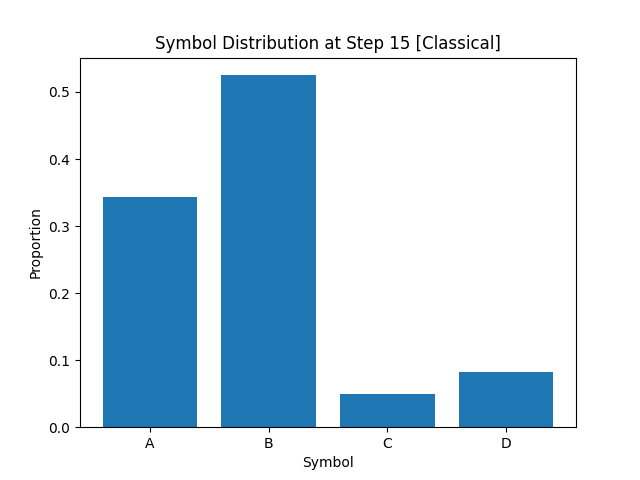 Symbol Distribution at Step 15 [Classical]
Proportion
0.5
0.4
0.3
0.2
0.1
0.0
A B C D
Symbol